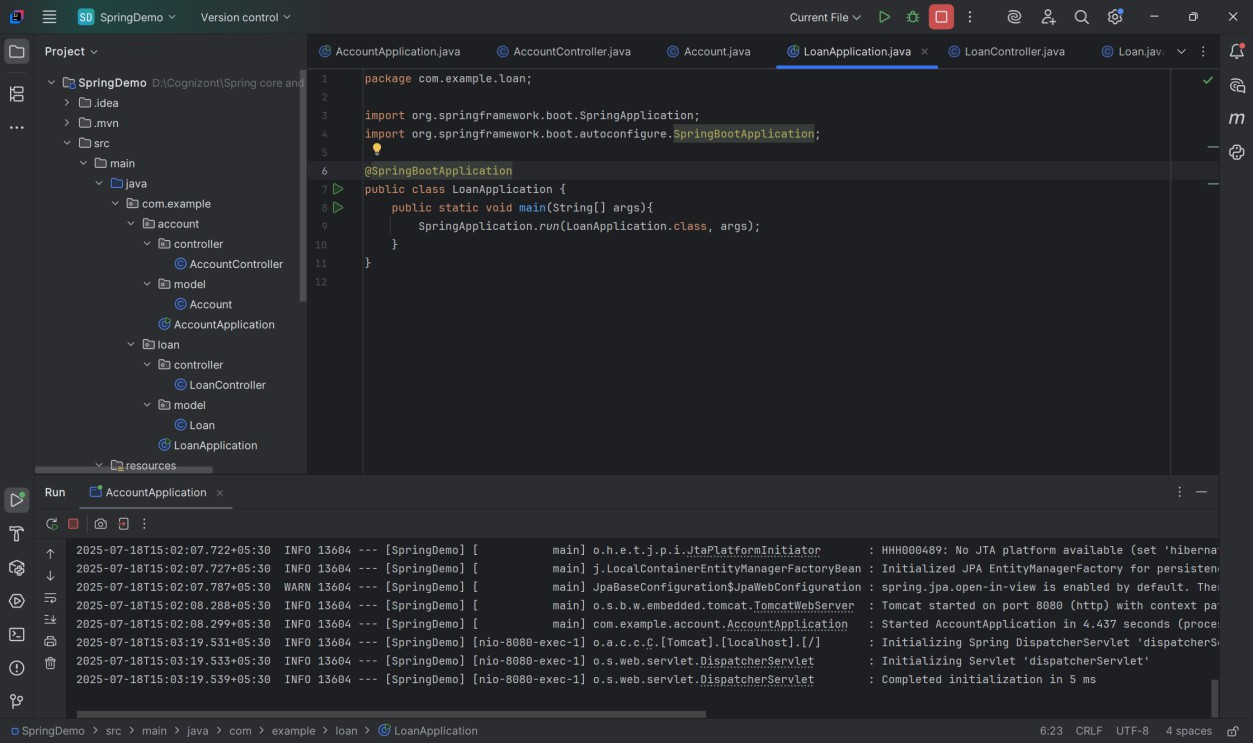 SD SpringDemo Version control Current File
Project
AccountApplication.java AccountController.java Account.java LoanApplication.java LoanController.java Loan.jav
SpringDemo D:\Cognizont\Spring core and
.idea
.mvn
src
main
java
com.example
account
controller
AccountController
model
Account
AccountApplication
loan
controller
LoanController
model
Loan
LoanApplication
resources
1 package com.example.loan;
2
3 import org.springframework.boot.SpringApplication;
4 import org.springframework.boot.autoconfigure.SpringBootApplication;
5
6 @SpringBootApplication
7 public class LoanApplication {
8 public static void main(String[] args){
9 SpringApplication.run(LoanApplication.class, args);
10 }
11 }
12
m
Run AccountApplication
2025-07-18T15:02:07.722+05:30 INFO 13604 --- [SpringDemo] [ main] o.h.e.t.j.p.i.JtaPlatformInitiator : HHH000489: No JTA platform available (set 'hiberna
2025-07-18T15:02:07.727+05:30 INFO 13604 --- [SpringDemo] [ main] j.LocalContainerEntityManagerFactoryBean : Initialized JPA EntityManagerFactory for persisten
2025-07-18T15:02:07.787+05:30 WARN 13604 --- [SpringDemo] [ main] JpaBaseConfiguration$JpaWebConfiguration : spring.jpa.open-in-view is enabled by default. The
2025-07-18T15:02:08.288+05:30 INFO 13604 --- [SpringDemo] [ main] o.s.b.w.embedded.tomcat.TomcatWebServer : Tomcat started on port 8080 (http) with context pa
2025-07-18T15:02:08.299+05:30 INFO 13604 --- [SpringDemo] [ main] com.example.account.AccountApplication : Started AccountApplication in 4.437 seconds (proce
2025-07-18T15:03:19.531+05:30 INFO 13604 --- [SpringDemo] [nio-8080-exec-1] o.a.c.c.C.[Tomcat].[localhost].[/] : Initializing Spring DispatcherServlet 'dispatcherS
2025-07-18T15:03:19.533+05:30 INFO 13604 --- [SpringDemo] [nio-8080-exec-1] o.s.web.servlet.DispatcherServlet : Initializing Servlet 'dispatcherServlet'
2025-07-18T15:03:19.539+05:30 INFO 13604 --- [SpringDemo] [nio-8080-exec-1] o.s.web.servlet.DispatcherServlet : Completed initialization in 5 ms
SpringDemo > src > main > java > com > example > loan > LoanApplication 6:23 CRLF UTF-8 4 spaces